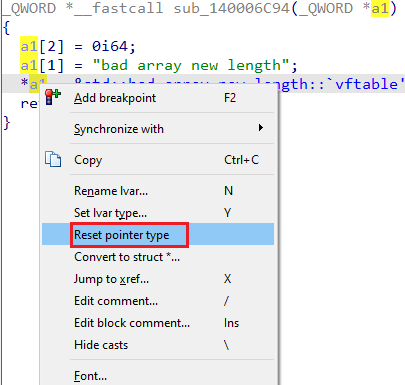 _QWORD *__fastcall sub_140006C94(_QWORD *a1)
{
a1[2] = 0i64;
a1[1] = "bad array new length";
*a1 length::`vftable'
re
}
Add breakpoint F2
Synchronize with
Copy Ctrl+C
Rename lvar... N
Set lvar type... Y
Reset pointer type
Convert to struct *...
Jump to xref... X
Edit comment... /
Edit block comment... Ins
Hide casts \
Font...